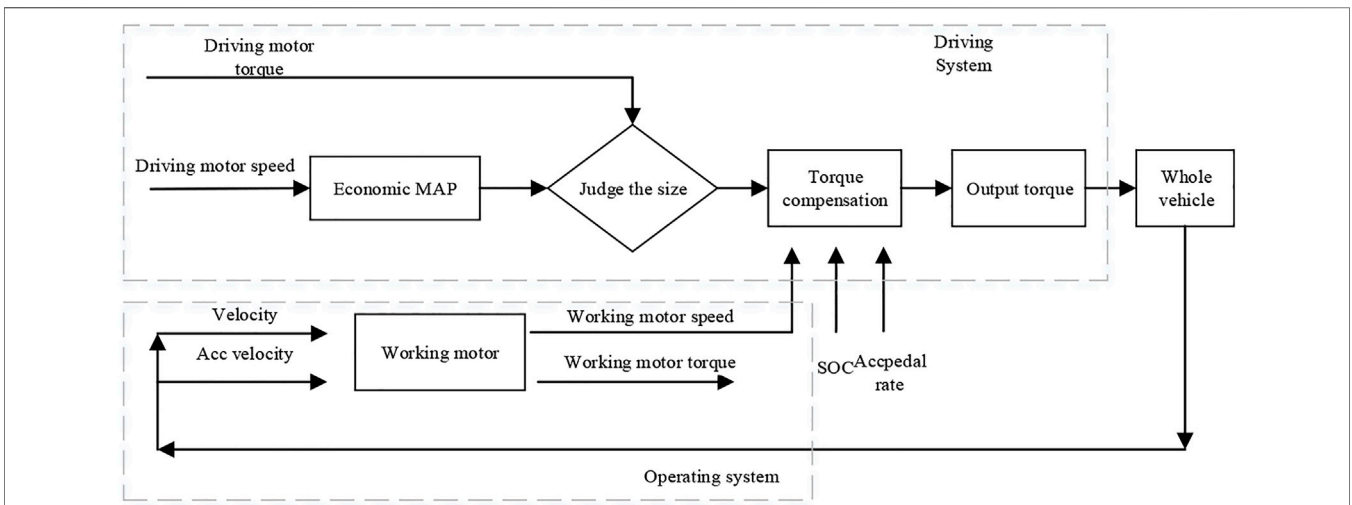 Driving motor
torque
Driving
System
Driving motor speed
Economic MAP
Judge the size
Torque
compensation
Output torque
Whole
vehicle
Velocity
Acc velocity
Working motor
Working motor speed
Working motor torque
SOC
Accpedal
rate
Operating system